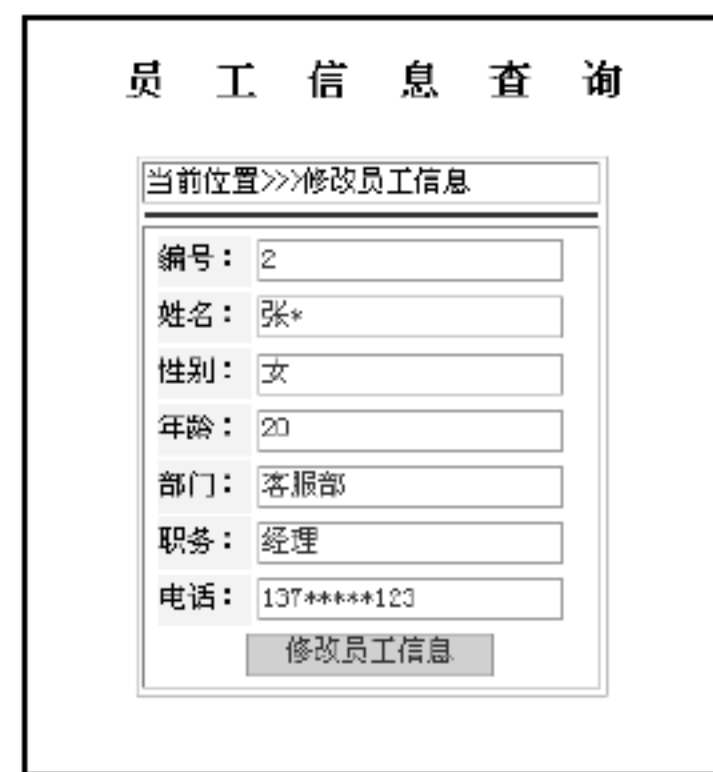 员工信息查询
当前位置>>>修改员工信息
编号：2
姓名：张*
性别：女
年龄：20
部门：客服部
职务：经理
电话：137*****123
修改员工信息